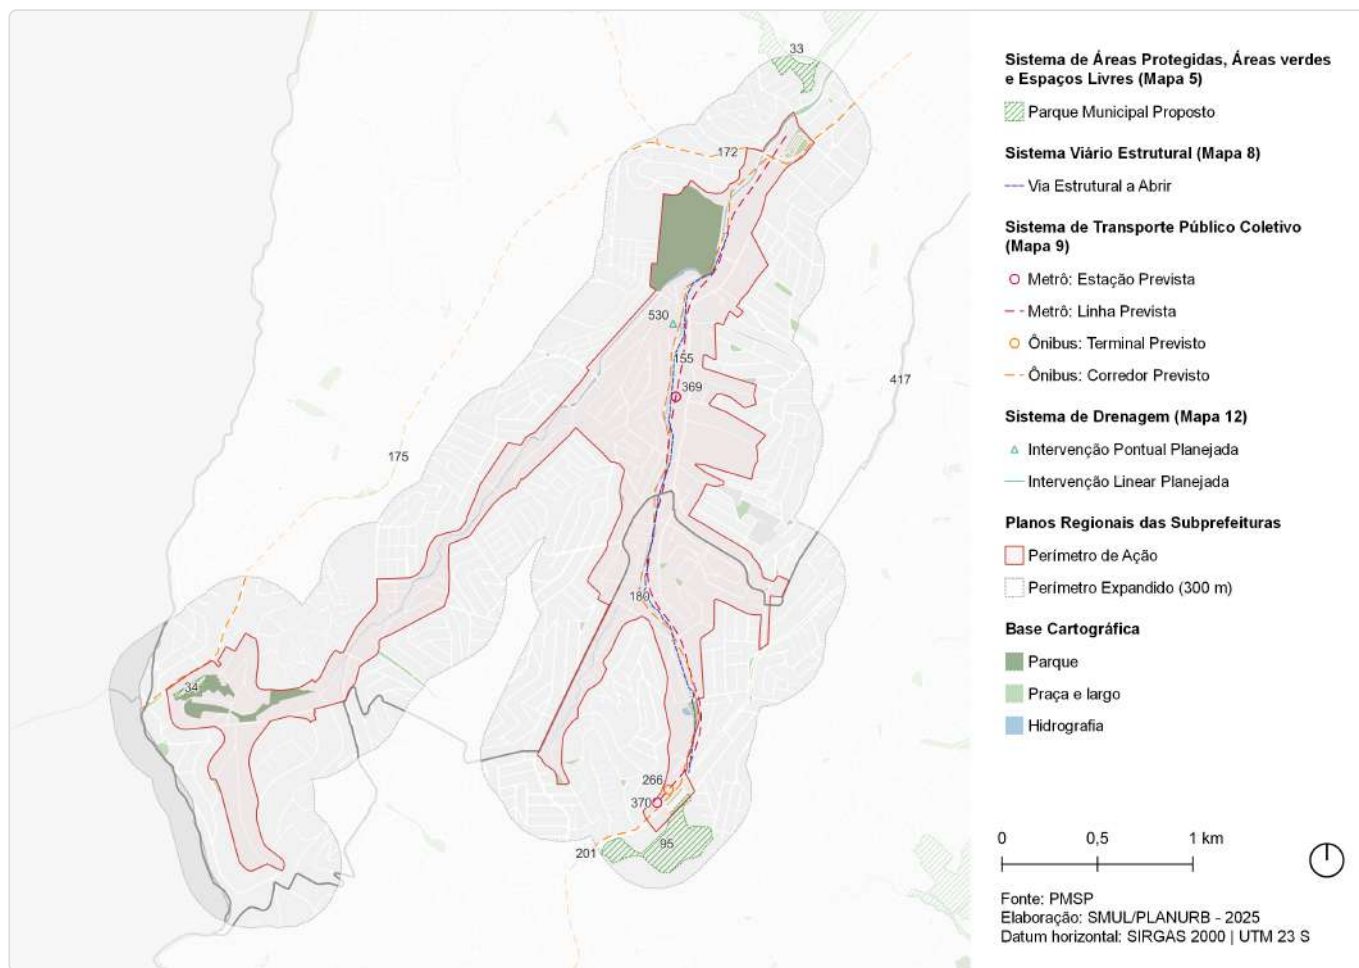 33
172
530
155
369
417
175
180
34
266
370
95
201
Sistema de Áreas Protegidas, Áreas verdes
e Espaços Livres (Mapa 5)
Parque Municipal Proposto
Sistema Viário Estrutural (Mapa 8)
Via Estrutural a Abrir
Sistema de Transporte Público Coletivo
(Mapa 9)
Metrô: Estação Prevista
Metrô: Linha Prevista
Ônibus: Terminal Previsto
Ônibus: Corredor Previsto
Sistema de Drenagem (Mapa 12)
Intervenção Pontual Planejada
Intervenção Linear Planejada
Planos Regionais das Subprefeituras
Perímetro de Ação
Perímetro Expandido (300 m)
Base Cartográfica
Parque
Praça e largo
Hidrografia
0 0,5 1 km
Fonte: PMSP
Elaboração: SMUL/PLANURB - 2025
Datum horizontal: SIRGAS 2000 | UTM 23 S